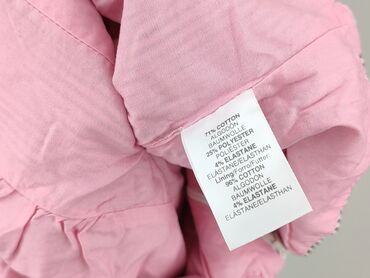 71% COTTON
ALGODÓN
BAUMWOLLE
25% POLYESTER
POLIÉSTER
4% ELASTANE
ELASTANO/ELASTHAN
Lining/Forro/Futter:
96% COTTON
ALGODÓN
BAUMWOLLE
4% ELASTANE
ELASTANO/ELASTHAN